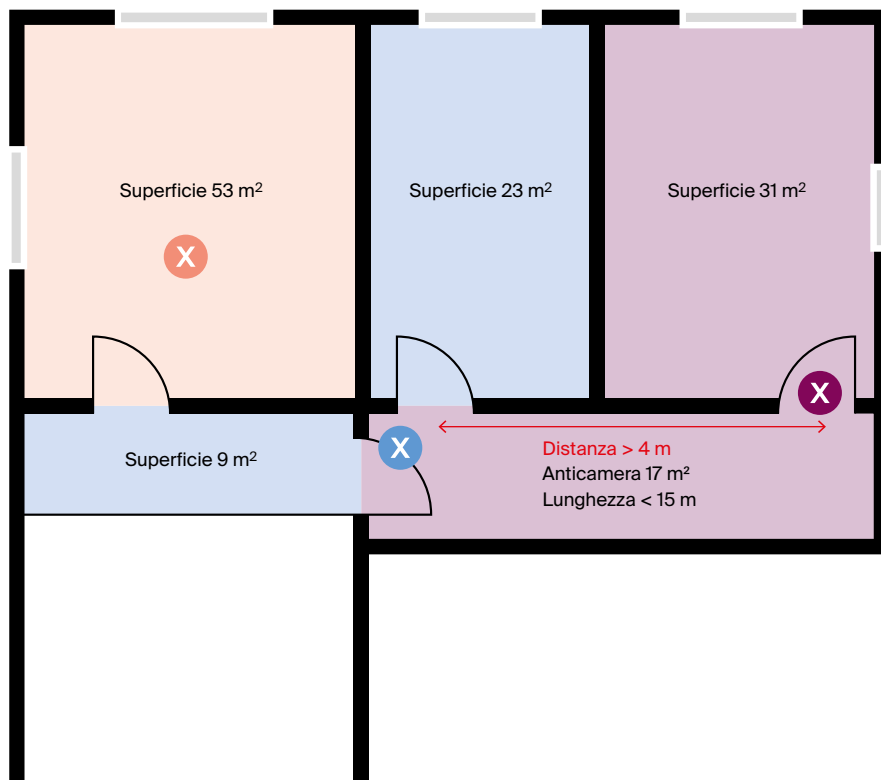 Superficie 53 m²
Superficie 23 m²
Superficie 31 m²
X
X
X
Superficie 9 m²
Distanza > 4 m
Anticamera 17 m²
Lunghezza < 15 m